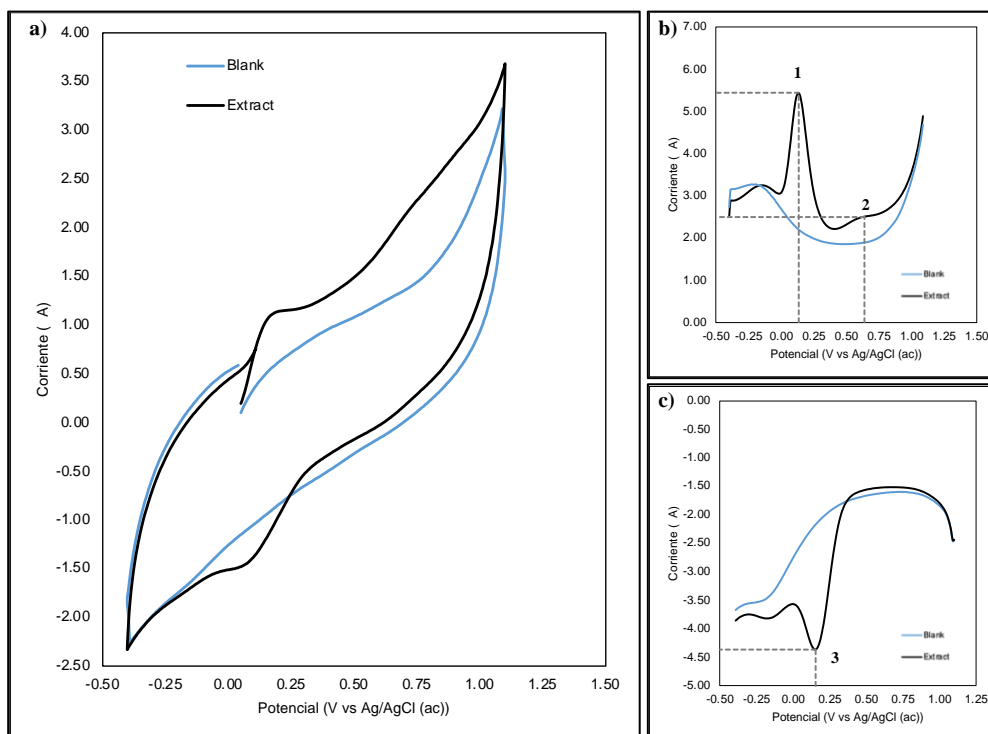 a)
4.00
3.50
3.00
2.50
2.00
1.50
1.00
0.50
0.00
-0.50
-1.00
-1.50
-2.00
-2.50
Corriente ( A)
Blank
Extract
-0.50 0.00 0.25 0.50 0.75 1.00 1.25 1.50
Potencial (V vs Ag/AgCl (ac))
b)
7.00
6.00
5.00
4.00
3.00
2.00
1.00
0.00
Corriente ( A)
1
2
Blank
Extract
-0.50 -0.25 0.00 0.25 0.50 0.75 1.00 1.50
Potencial (V vs Ag/AgCl (ac))
c)
0.00
-0.50
-1.00
-1.50
-2.00
-2.50
-3.00
-3.50
-4.00
-4.50
-5.00
Corriente ( A)
3
Blank
Extract
-0.50 -0.25 0.00 0.25 0.50 0.75 1.00 1.25
Potencial (V vs Ag/AgCl (ac))